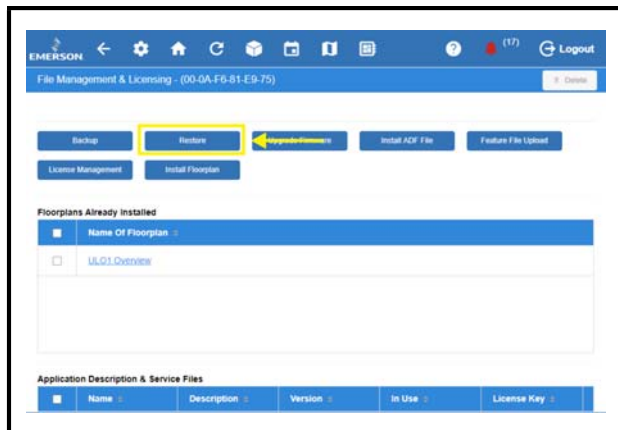 EMERSON (17) Logout
File Management & Licensing - (00-0A-F6-81-E9-75)
Delete
Backup Restore Upgrade Firmware Install ADF File Feature File Upload
License Management Install Floorplan
Floorplans Already Installed
Name Of Floorplan
ULO1 Overview
Application Description & Service Files
Name Description Version In Use License Key